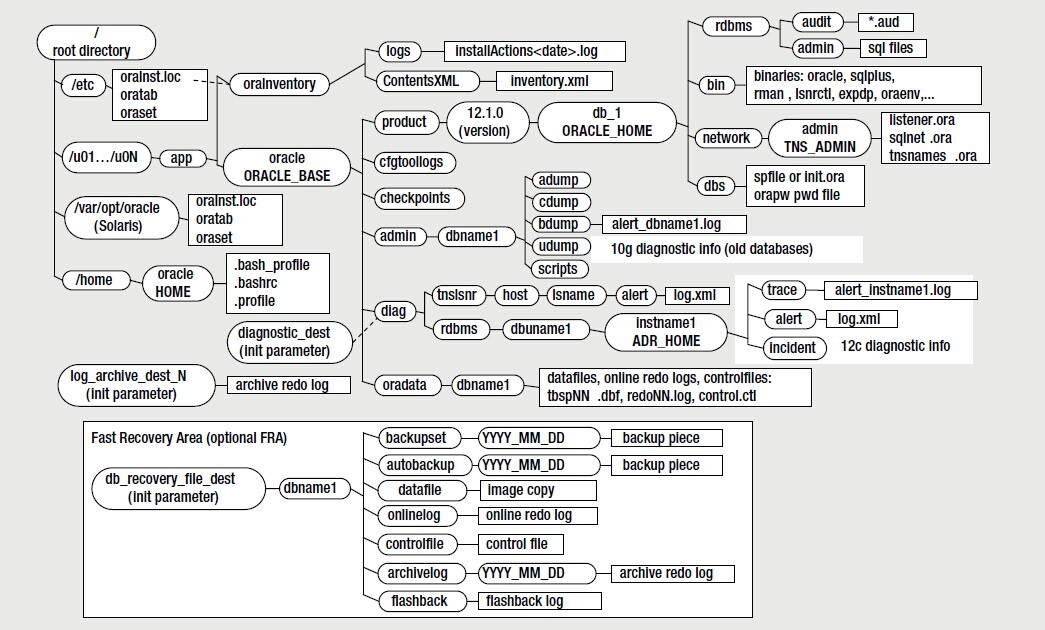 /
root directory
/etc
oraInst.loc
oratab
oraset
oraInventory
logs
installActions<date>.log
ContentsXML
inventory.xml
/u01.../u0N
app
oracle
ORACLE_BASE
/var/opt/oracle
(Solaris)
oraInst.loc
oratab
oraset
/home
oracle
HOME
.bash_profile
.bashrc
.profile
product
12.1.0
(version)
db_1
ORACLE_HOME
rdbms
audit
*.aud
admin
sql files
bin
binaries: oracle, sqlplus,
rman , lsnrctl, expdp, oraenv,...
network
admin
TNS_ADMIN
listener.ora
sqlnet .ora
tnsnames .ora
dbs
spfile or init.ora
orapw pwd file
cfgtoollogs
checkpoints
admin
dbname1
adump
cdump
bdump
alert_dbname1.log
udump
10g diagnostic info (old databases)
scripts
diagnostic_dest
(init parameter)
diag
tnslsnr
host
lsname
alert
log.xml
rdbms
dbuname1
instname1
ADR_HOME
trace
alert_instname1.log
alert
log.xml
incident
12c diagnostic info
log_archive_dest_N
(init parameter)
archive redo log
oradata
dbname1
datafiles, online redo logs, controlfiles:
tbspNN .dbf, redoNN.log, control.ctl
Fast Recovery Area (optional FRA)
db_recovery_file_dest
(init parameter)
dbname1
backupset
YYYY_MM_DD
backup piece
autobackup
YYYY_MM_DD
backup piece
datafile
image copy
onlinelog
online redo log
controlfile
control file
archivelog
YYYY_MM_DD
archive redo log
flashback
flashback log